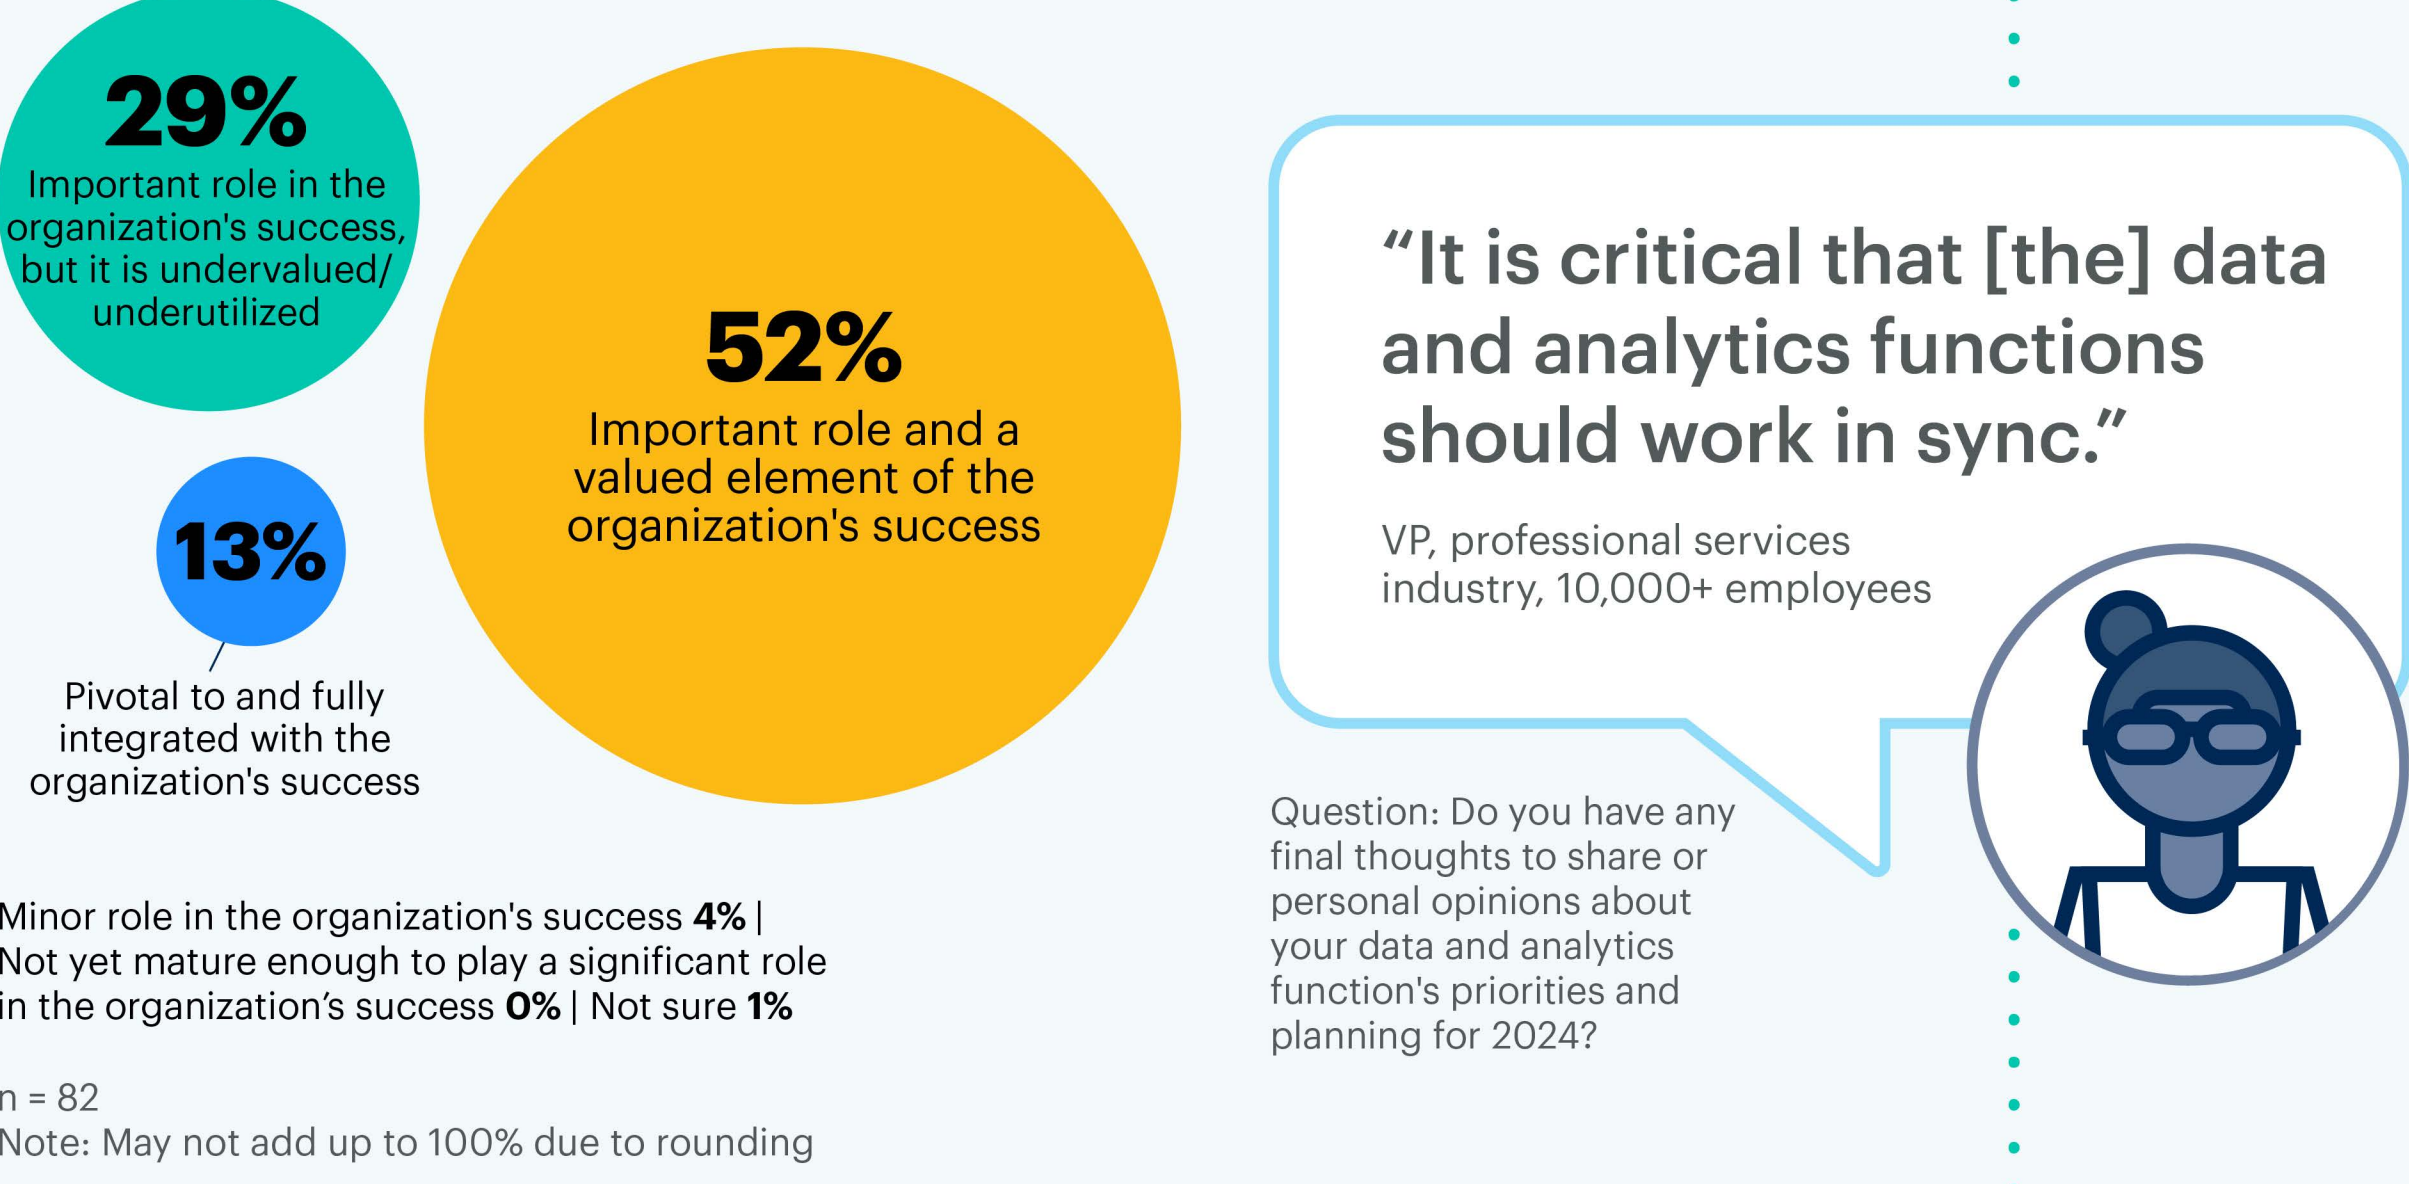 29%
Important role in the
organization's success,
but it is undervalued/
underutilized
52%
Important role and a
valued element of the
organization's success
13%
Pivotal to and fully
integrated with the
organization's success
Minor role in the organization's success 4% |
Not yet mature enough to play a significant role
in the organization’s success 0% | Not sure 1%
n = 82
Note: May not add up to 100% due to rounding
“It is critical that [the] data
and analytics functions
should work in sync.”
VP, professional services
industry, 10,000+ employees
Question: Do you have any
final thoughts to share or
personal opinions about
your data and analytics
function's priorities and
planning for 2024?